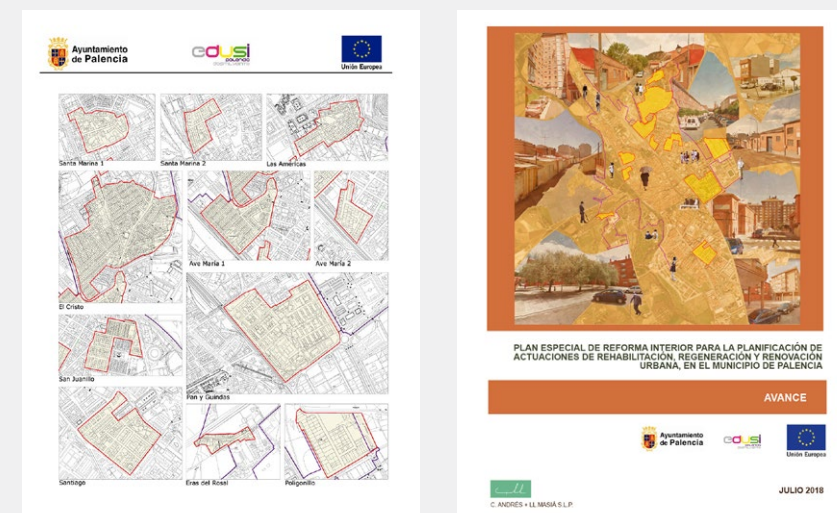 Ayuntamiento
de Palencia
edusi
Unión Europea
Santa Marina 1
Santa Marina 2
Las Américas
El Cristo
Ave María 1
Ave María 2
San Juanillo
Pan y Guindas
Santiago
Eras del Rosal
Poligonillo
PLAN ESPECIAL DE REFORMA INTERIOR PARA LA PLANIFICACIÓN DE
ACTUACIONES DE REHABILITACIÓN, REGENERACIÓN Y RENOVACIÓN
URBANA, EN EL MUNICIPIO DE PALENCIA
AVANCE
Ayuntamiento
de Palencia
edusi
Unión Europea
C. ANDRÉS + LL.MASIÁ S.L.P.
JULIO 2018